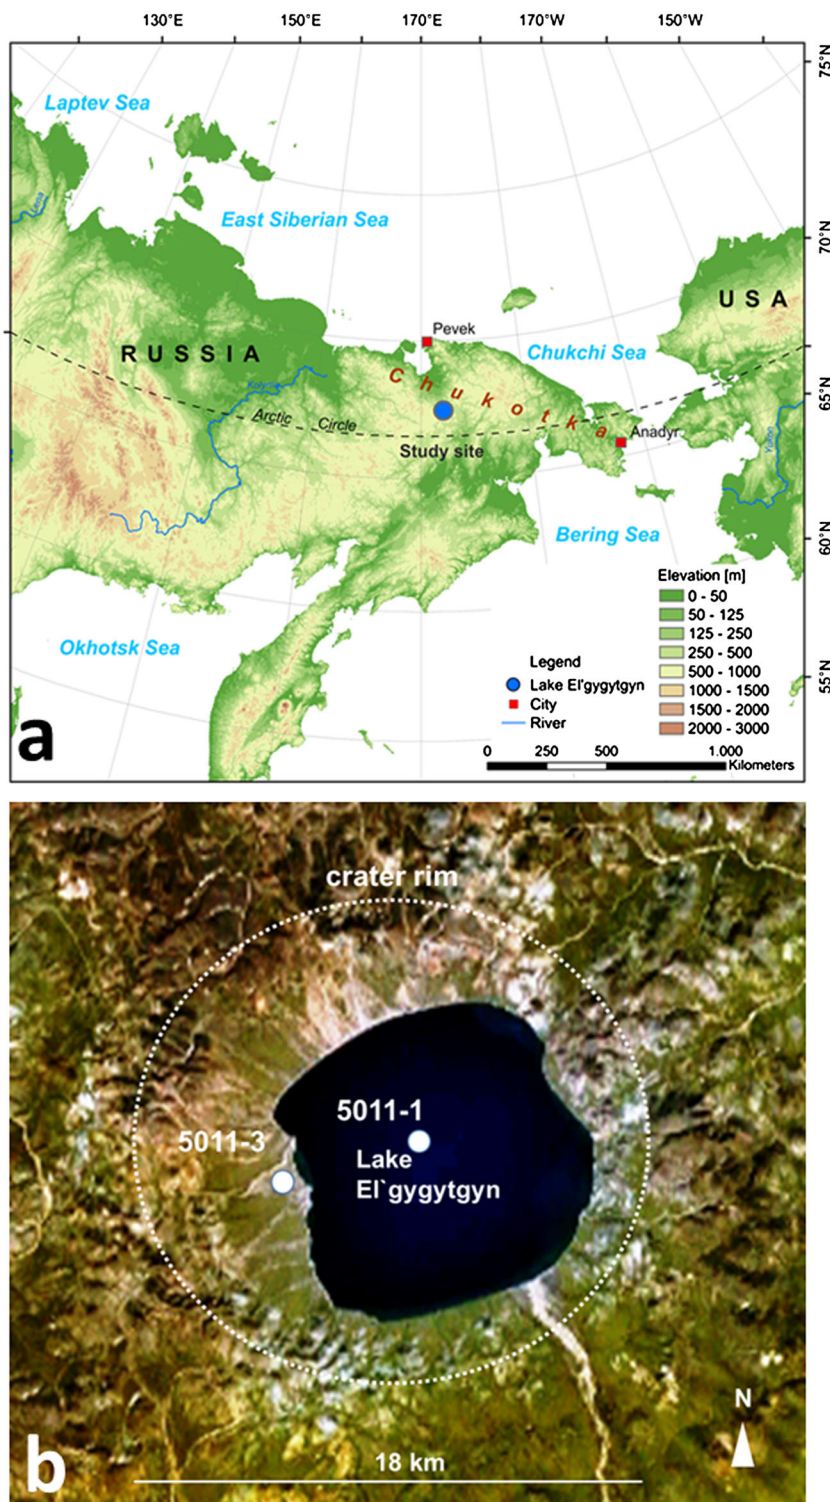 130°E 150°E 170°E 170°W 150°W
75°N
Laptev Sea
Lena
East Siberian Sea
70°N
USA
Pevek
RUSSIA
Chukchi Sea
Chukotka
Kolyma
65°N
Arctic Circle
Anadyr
Study site
Yukon
Bering Sea
60°N
Elevation [m]
0 - 50
50 - 125
125 - 250
250 - 500
500 - 1000
1000 - 1500
1500 - 2000
2000 - 3000
Okhotsk Sea
55°N
Legend
Lake El'gygytgyn
City
River
a
0 250 500 1.000
Kilometers
crater rim
5011-1
5011-3
Lake
El`gygytgyn
N
18 km
b